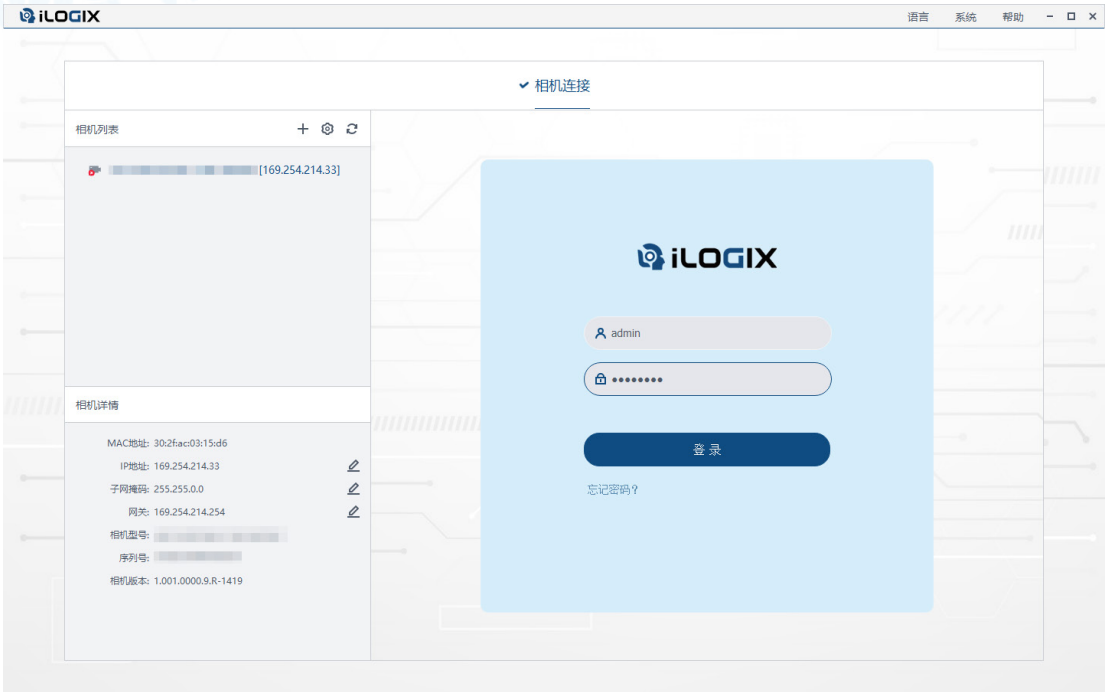 iLOGIX
语言 系统 帮助
相机连接
相机列表
[169.254.214.33]
iLOGIX
admin
登录
忘记密码?
相机详情
MAC地址: 30:2f:ac:03:15:d6
IP地址: 169.254.214.33
子网掩码: 255.255.0.0
网关: 169.254.214.254
相机型号:
序列号:
相机版本: 1.001.0000.9.R-1419